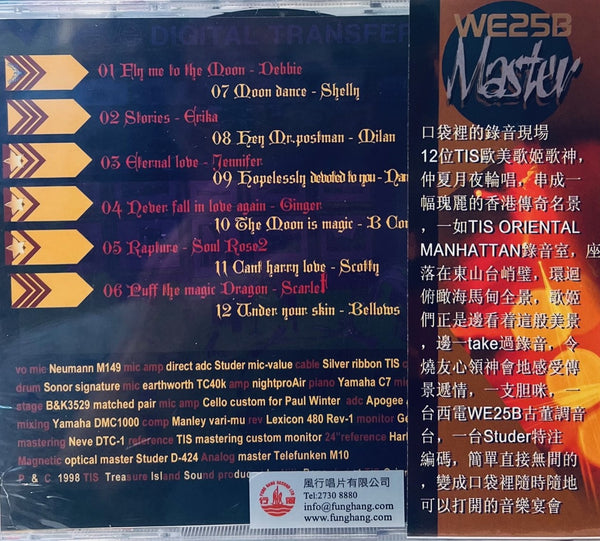 DIGITAL TRANSFER
01 Fly me to the Moon - Debbie
07 Moon dance - Shelly
02 Stories - Erika
08 Hey Mr.postman - Milan
03 Eternal love - Jennifer
09 Hopelessly devoted to you - Nan
04 Never fall in love again - Ginger
10 The Moon is magic - B Con
05 Rapture - Soul Rose2
11 Cant harry love - Scotty
06 Puff the magic Dragon - Scarlet
12 Under your skin - Bellows
vo mic Neumann M149 mic amp direct adc Studer mic-value cable Silver ribbon TIS
drum Sonor signature mic earthworth TC40k amp nightproAir piano Yamaha C7 mic
stage B&K3529 matched pair mic amp Cello custom for Paul Winter adc Apogee
mixing Yamaha DMC1000 comp Manley vari-mu rev Lexicon 480 Rev-1 monitor
mastering Neve DTC-1 reference TIS mastering custom monitor 24"reference Har
Magnetic optical master Studer D-424 Analog master Telefunken M10
P & C 1998 TIS Treasure Island Sound
風行唱片有限公司
Tel:2730 8880
info@funghang.com
www.funghang.com
FUNG HANG RECORD LTD
風行
WE25B
Master
口袋裡的錄音現場
12位TIS歐美歌姬歌神,
仲夏月夜輪唱,串成一
幅瑰麗的香港傳奇名景
,一如TIS ORIENTAL
MANHATTAN錄音室,座
落在東山台峭壁,環迴
俯瞰海馬甸全景,歌姬
們正是邊看着這般美景
,邊一take過錄音,令
燒友心領神會地感受傳
景遞情,一支胆咪,一
台西電WE25B古董調音
台,一台Studer特注
編碼,簡單直接無間的
,變成口袋裡隨時隨地
可以打開的音樂宴會